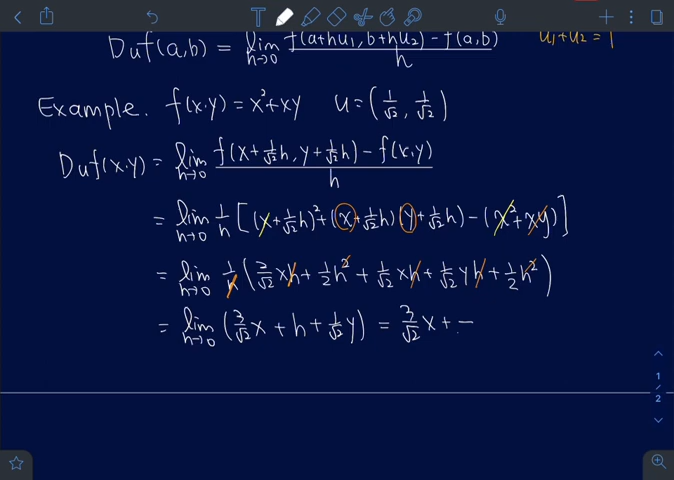 Duf(a,b) = lim h→0 f(a+hu₁, b+hu₂) − f(a,b) / h u₁+u₂ = 1
Example. f(x,y) = x²+xy u = (1/√2, 1/√2)
Duf(x,y) = lim h→0 f(x+1/√2 h, y+1/√2 h) − f(x,y) / h
= lim h→0 1/h [(x+1/√2 h)² + (x+1/√2 h)(y+1/√2 h) − (x²+xy)]
= lim h→0 1/h (2/√2 xh + 1/2 h² + 1/√2 xh + 1/√2 yh + 1/2 h²)
= lim h→0 (3/√2 x + h + 1/√2 y) = 3/√2 x + −
1
2